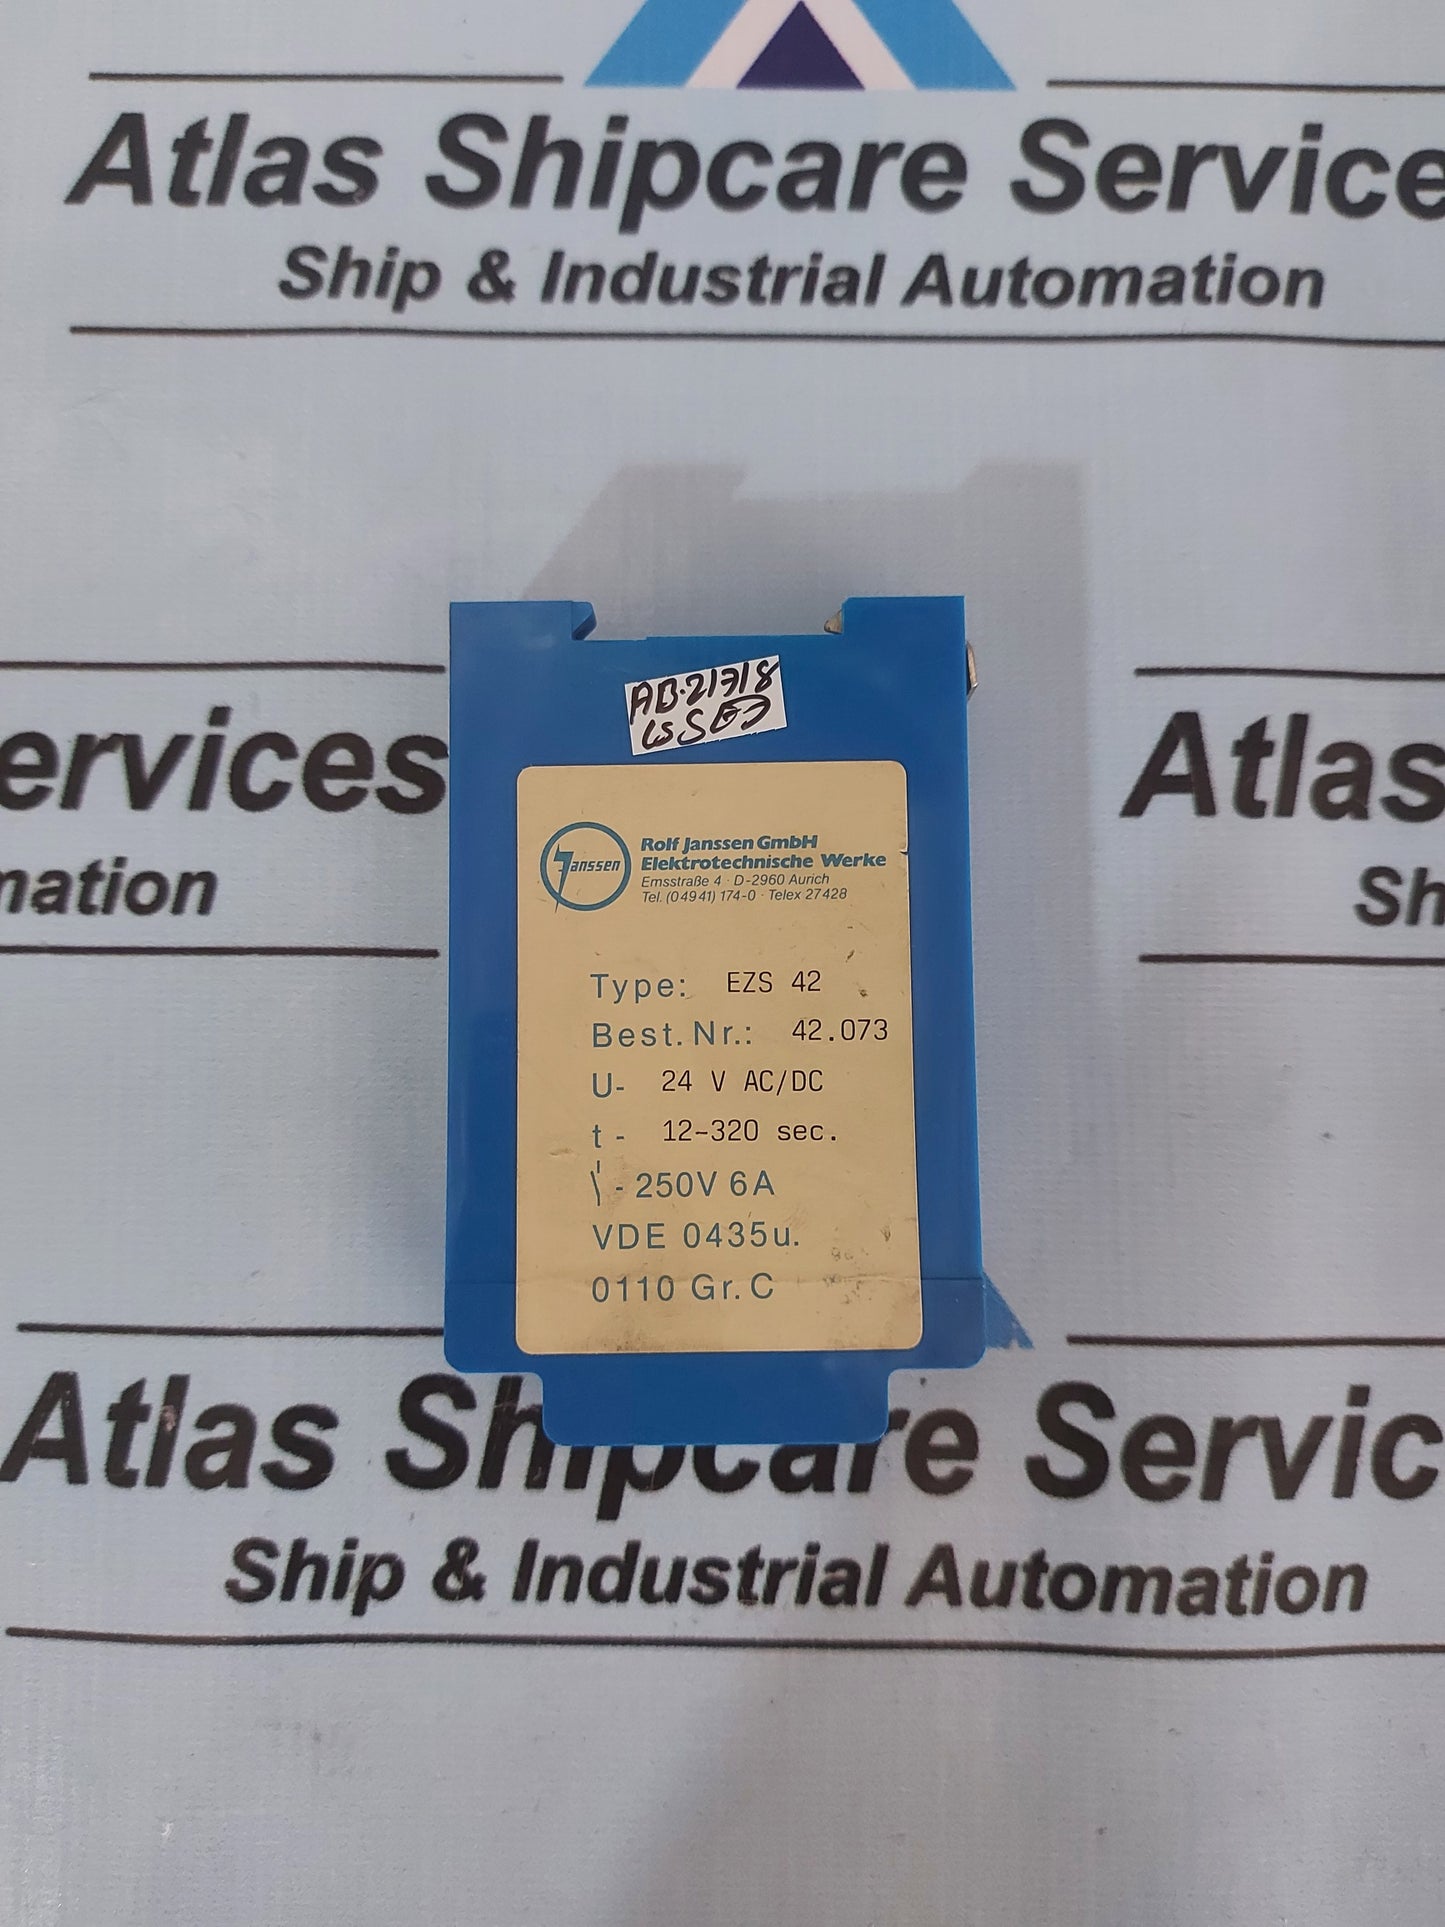 Atlas Shipcare Service
Ship & Industrial Automation
ervices
mation
Atlas
Sh
AB-21318
Janssen
Rolf Janssen GmbH
Elektrotechnische Werke
Emsstraße 4 · D-2960 Aurich
Tel. (04941) 174-0 · Telex 27428
Type: EZS 42
Best. Nr.: 42.073
U- 24 V AC/DC
t - 12-320 sec.
- 250V 6A
VDE 0435u.
0110 Gr. C
Atlas Shipcare Servic
Ship & Industrial Automation